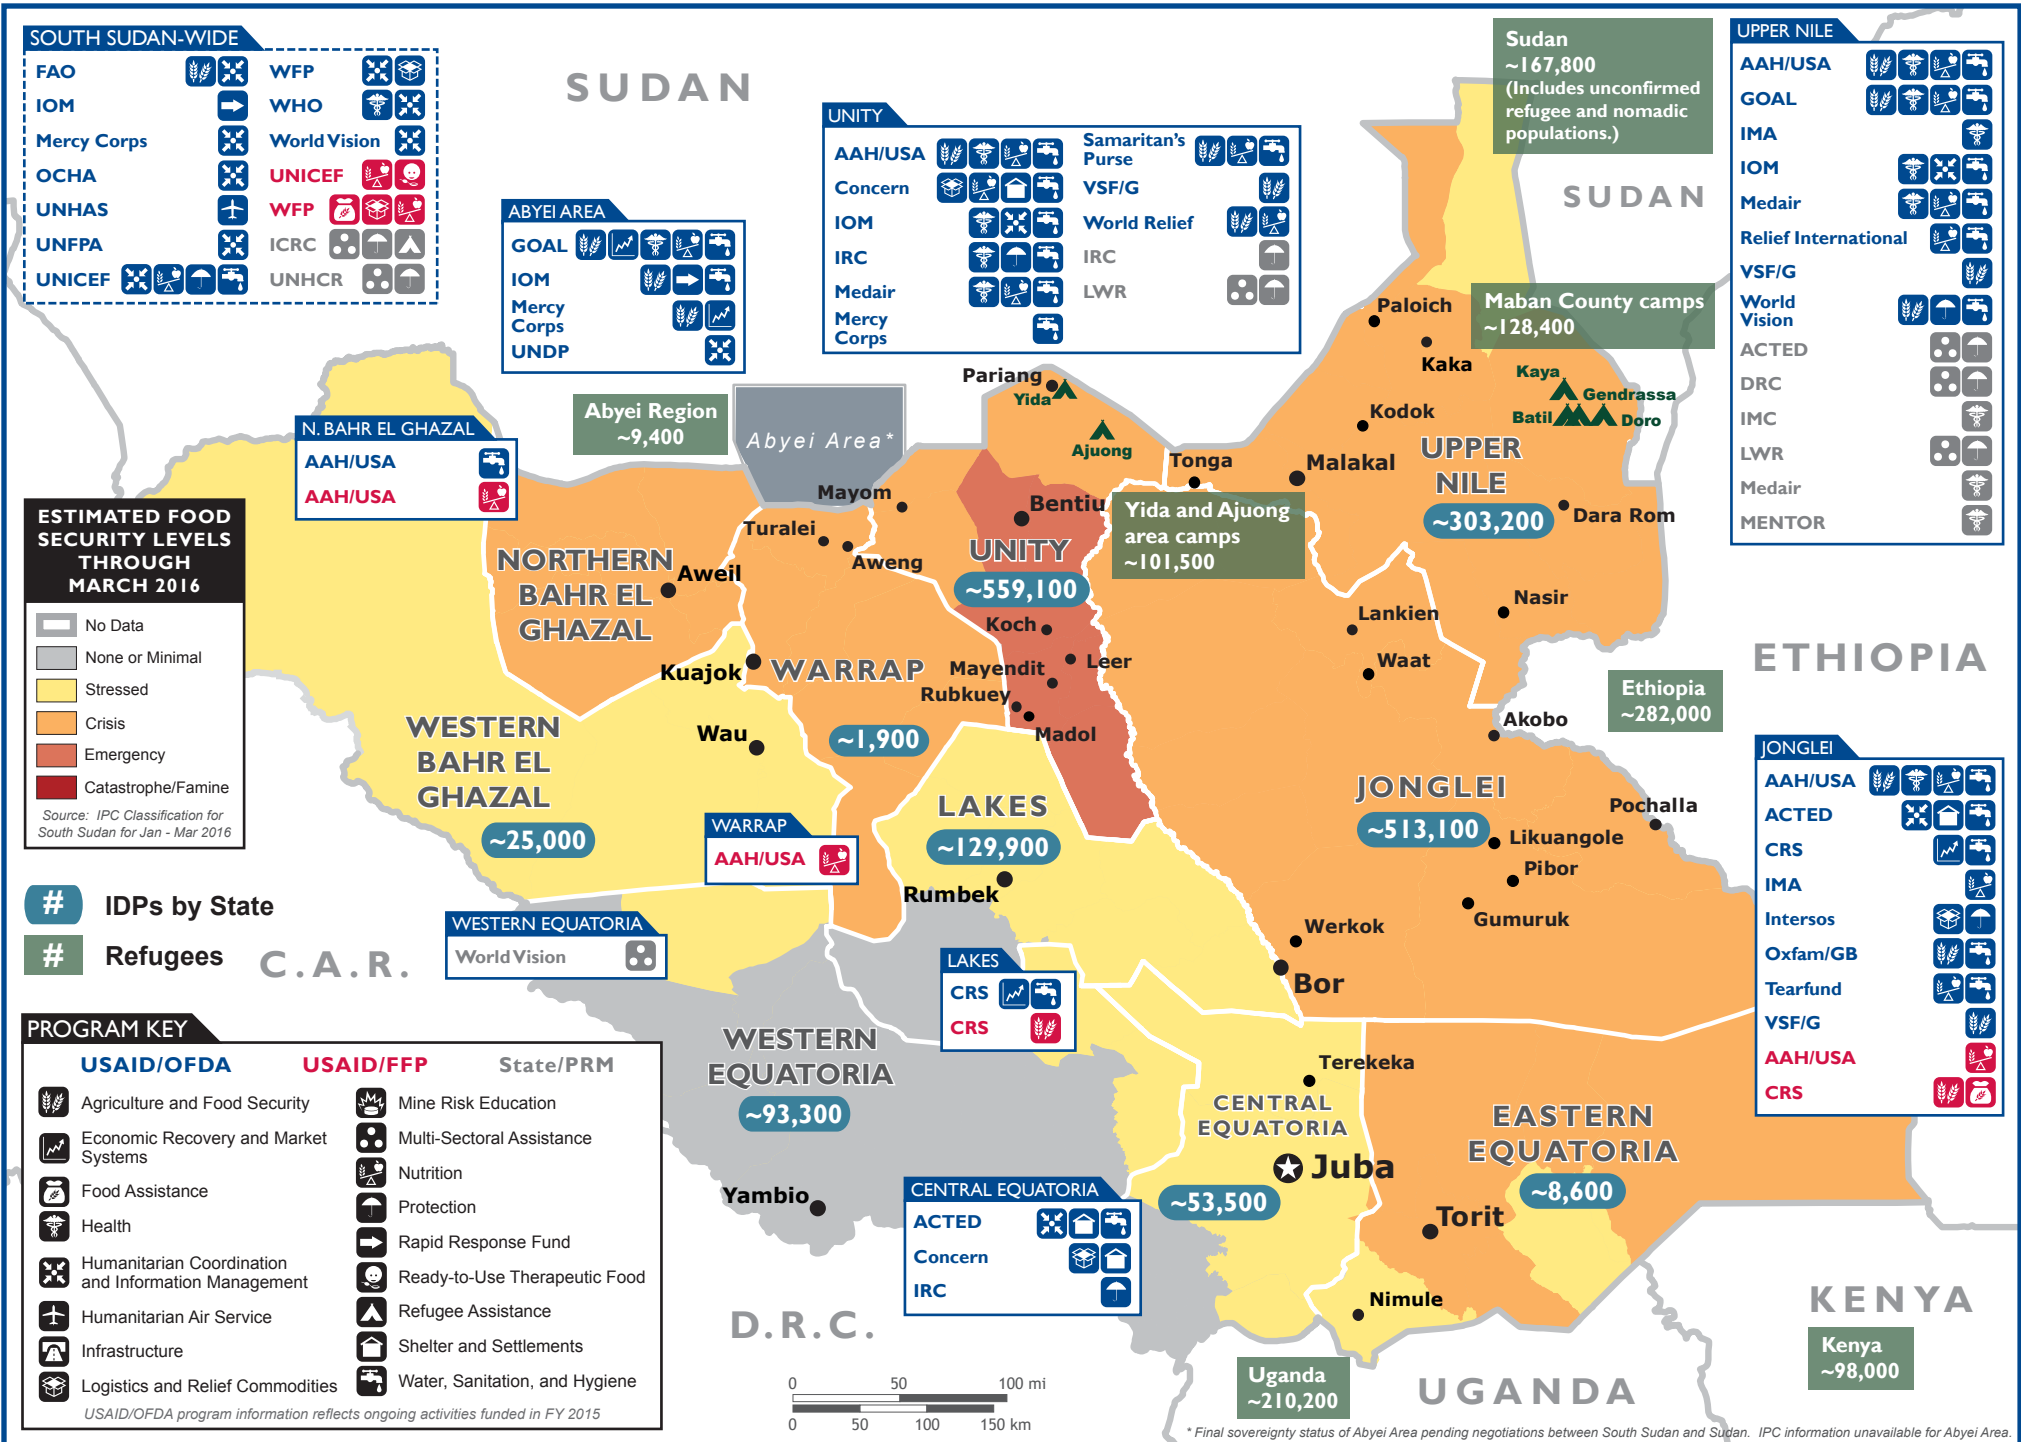 SOUTH SUDAN-WIDE
FAO
IOM
Mercy Corps
OCHA
UNHAS
UNFPA
UNICEF
WFP
WHO
World Vision
UNICEF
WFP
ICRC
UNHCR
SUDAN
ABYEI AREA
GOAL
IOM
Mercy
Corps
UNDP
UNITY
AAH/USA
Concern
IOM
IRC
Medair
Mercy
Corps
Samaritan's
Purse
VSF/G
World Relief
IRC
LWR
Sudan
~167,800
(Includes unconfirmed
refugee and nomadic
populations.)
SUDAN
UPPER NILE
AAH/USA
GOAL
IMA
IOM
Medair
Relief International
VSF/G
World
Vision
ACTED
DRC
IMC
LWR
Medair
MENTOR
Maban County camps
~128,400
Paloich
Kaka
Kaya
Gendrassa
Batil
Doro
Kodok
UPPER
NILE
~303,200
Malakal
Tonga
Dara Rom
Nasir
Pariang
Yida
Ajuong
Yida and Ajuong
area camps
~101,500
Abyei Region
~9,400
Abyei Area*
N. BAHR EL GHAZAL
AAH/USA
AAH/USA
Mayom
Turalei
Aweng
Bentiu
UNITY
~559,100
Koch
Leer
Mayendit
Rubkuey
Madol
NORTHERN
BAHR EL
GHAZAL
Aweil
Kuajok
WARRAP
~1,900
Wau
WESTERN
BAHR EL
GHAZAL
~25,000
WARRAP
AAH/USA
LAKES
~129,900
Rumbek
Lankien
Waat
Akobo
ETHIOPIA
Ethiopia
~282,000
JONGLEI
~513,100
Pochalla
Likuangole
Pibor
Gumuruk
Werkok
Bor
JONGLEI
AAH/USA
ACTED
CRS
IMA
Intersos
Oxfam/GB
Tearfund
VSF/G
AAH/USA
CRS
ESTIMATED FOOD
SECURITY LEVELS
THROUGH
MARCH 2016
No Data
None or Minimal
Stressed
Crisis
Emergency
Catastrophe/Famine
Source: IPC Classification for
South Sudan for Jan - Mar 2016
# IDPs by State
# Refugees
C.A.R.
WESTERN EQUATORIA
World Vision
LAKES
CRS
CRS
WESTERN
EQUATORIA
~93,300
Yambio
Terekeka
CENTRAL
EQUATORIA
Juba
~53,500
CENTRAL EQUATORIA
ACTED
Concern
IRC
EASTERN
EQUATORIA
~8,600
Torit
Nimule
D.R.C.
Uganda
~210,200
UGANDA
KENYA
Kenya
~98,000
PROGRAM KEY
USAID/OFDA
USAID/FFP
State/PRM
Agriculture and Food Security
Economic Recovery and Market
Systems
Food Assistance
Health
Humanitarian Coordination
and Information Management
Humanitarian Air Service
Infrastructure
Logistics and Relief Commodities
Mine Risk Education
Multi-Sectoral Assistance
Nutrition
Protection
Rapid Response Fund
Ready-to-Use Therapeutic Food
Refugee Assistance
Shelter and Settlements
Water, Sanitation, and Hygiene
USAID/OFDA program information reflects ongoing activities funded in FY 2015
0 50 100 mi
0 50 100 150 km
* Final sovereignty status of Abyei Area pending negotiations between South Sudan and Sudan. IPC information unavailable for Abyei Area.